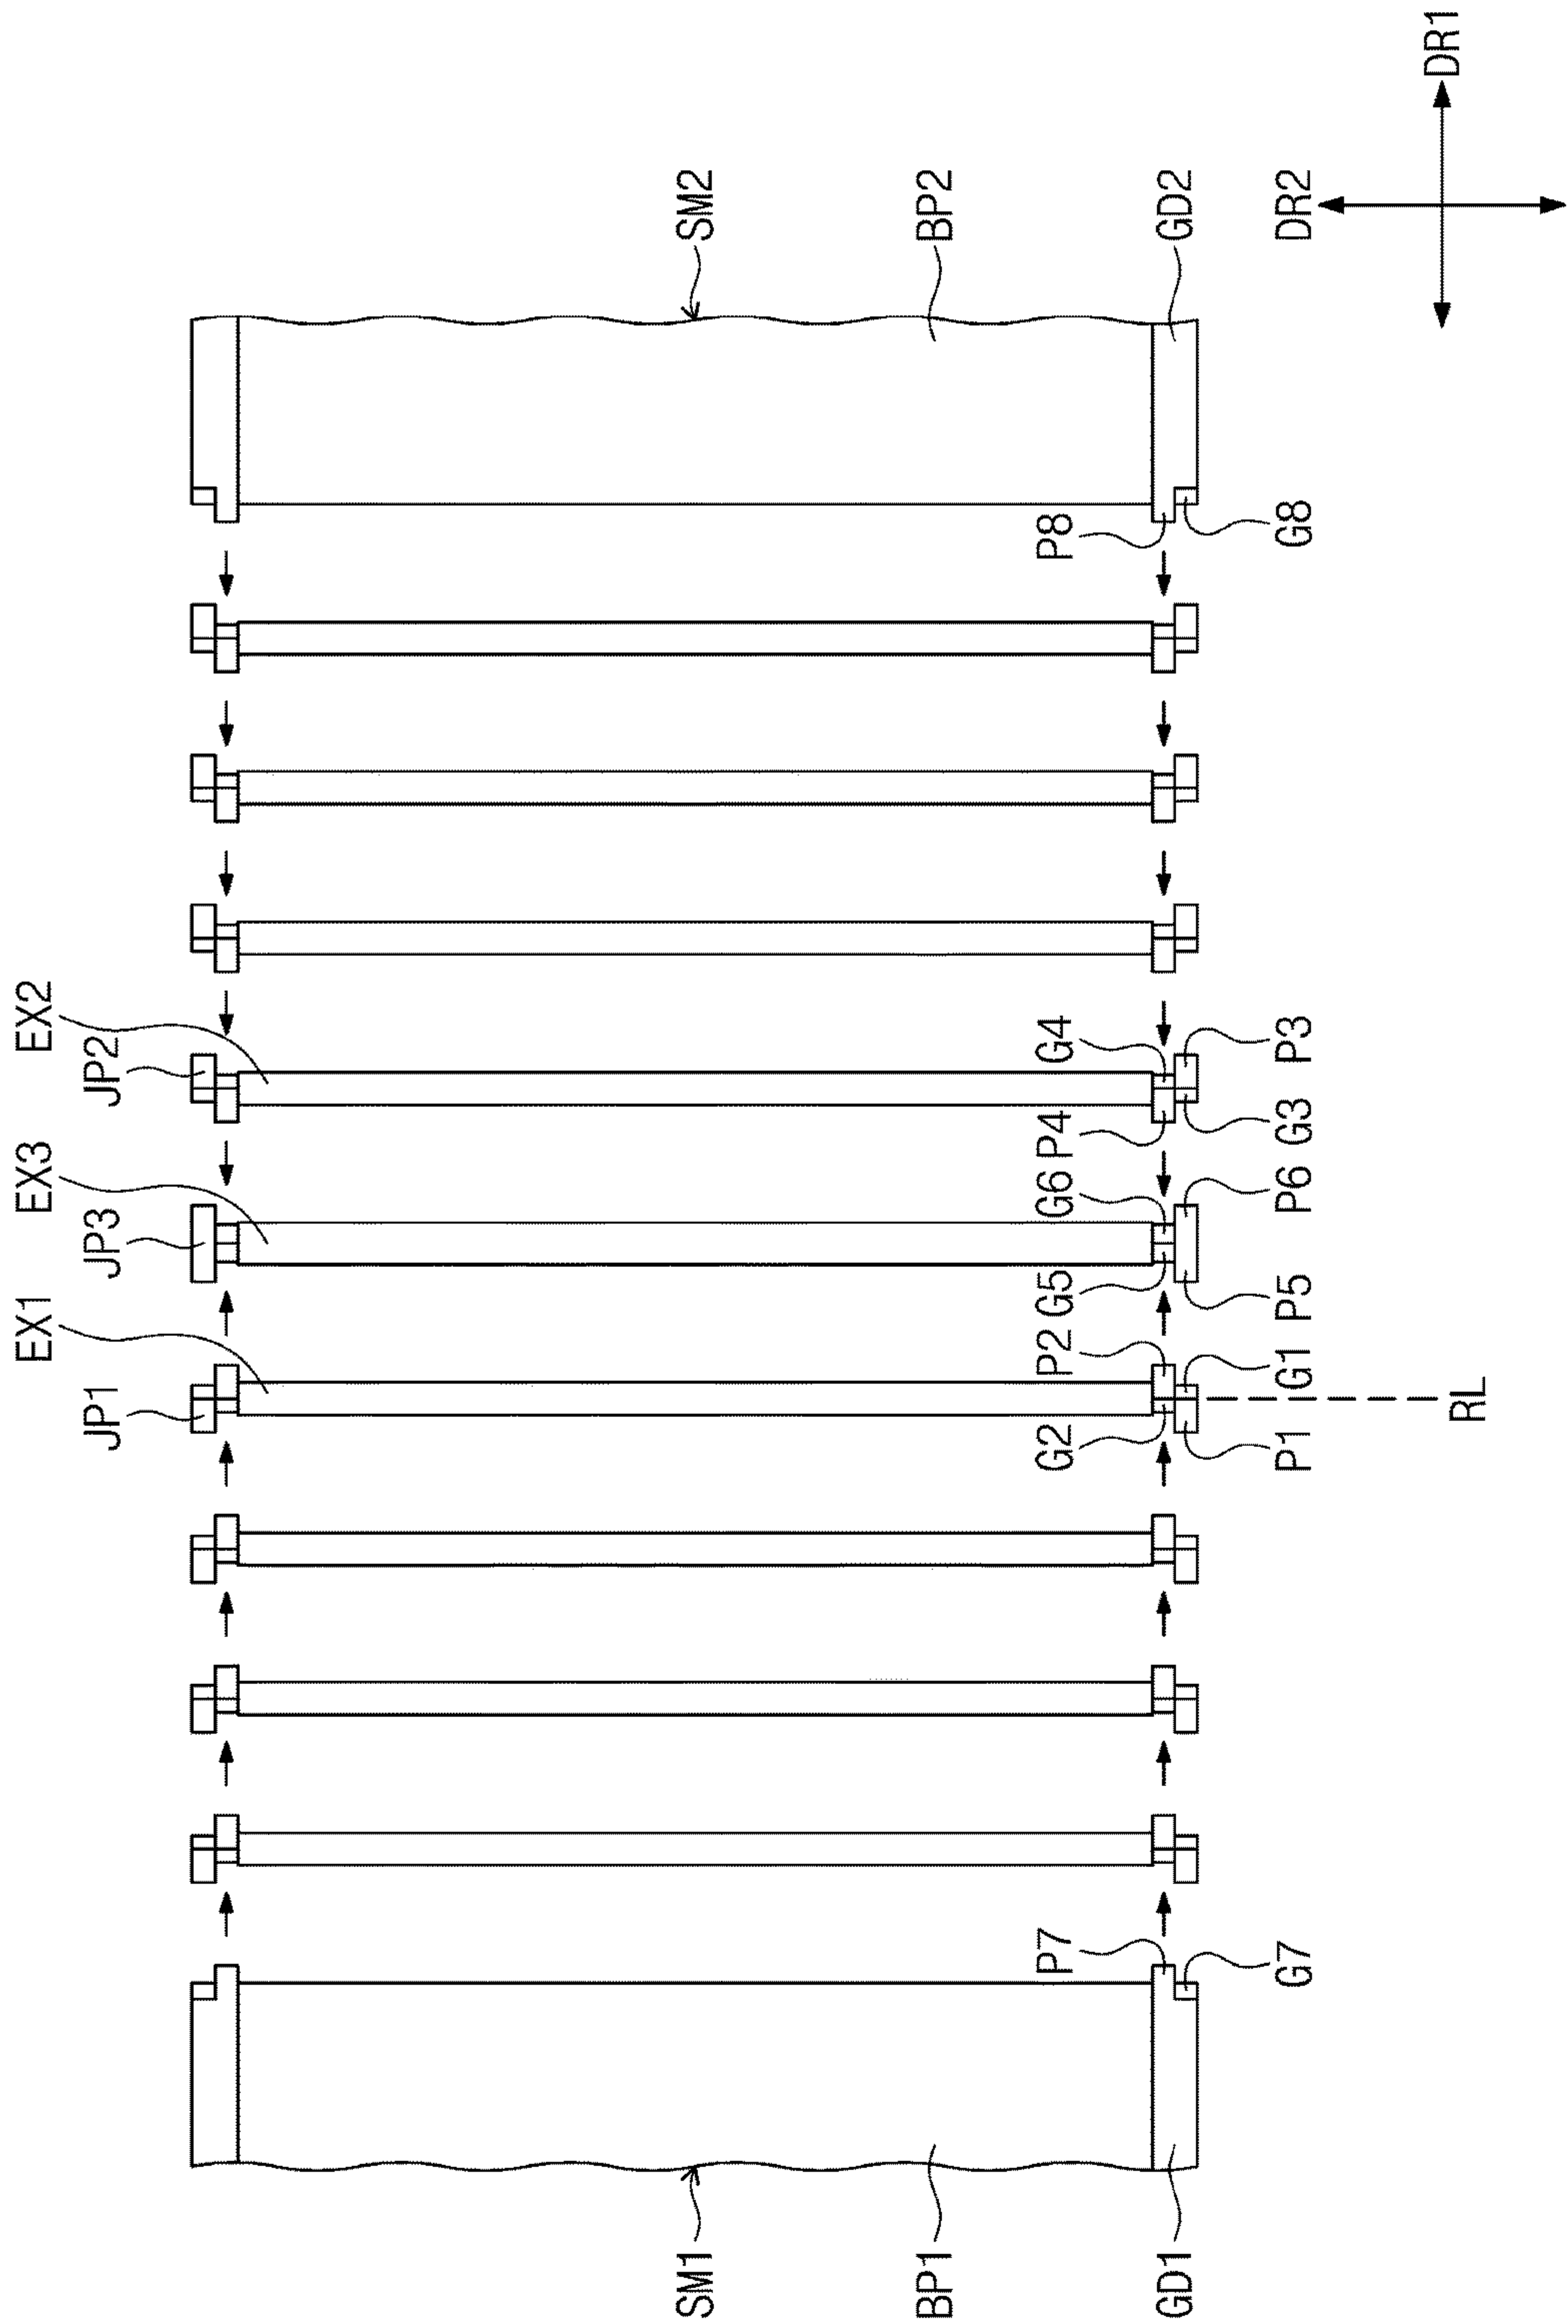 EX1 EX3 EX2
JP1 JP3 JP2
SM1 SM2
BP1 BP2
P7 G2 P2 G5 G6 P4 G4 P8
GD1 GD2
G7 P1 G1 P5 P6 G3 P3 G8 DR2
RL DR1